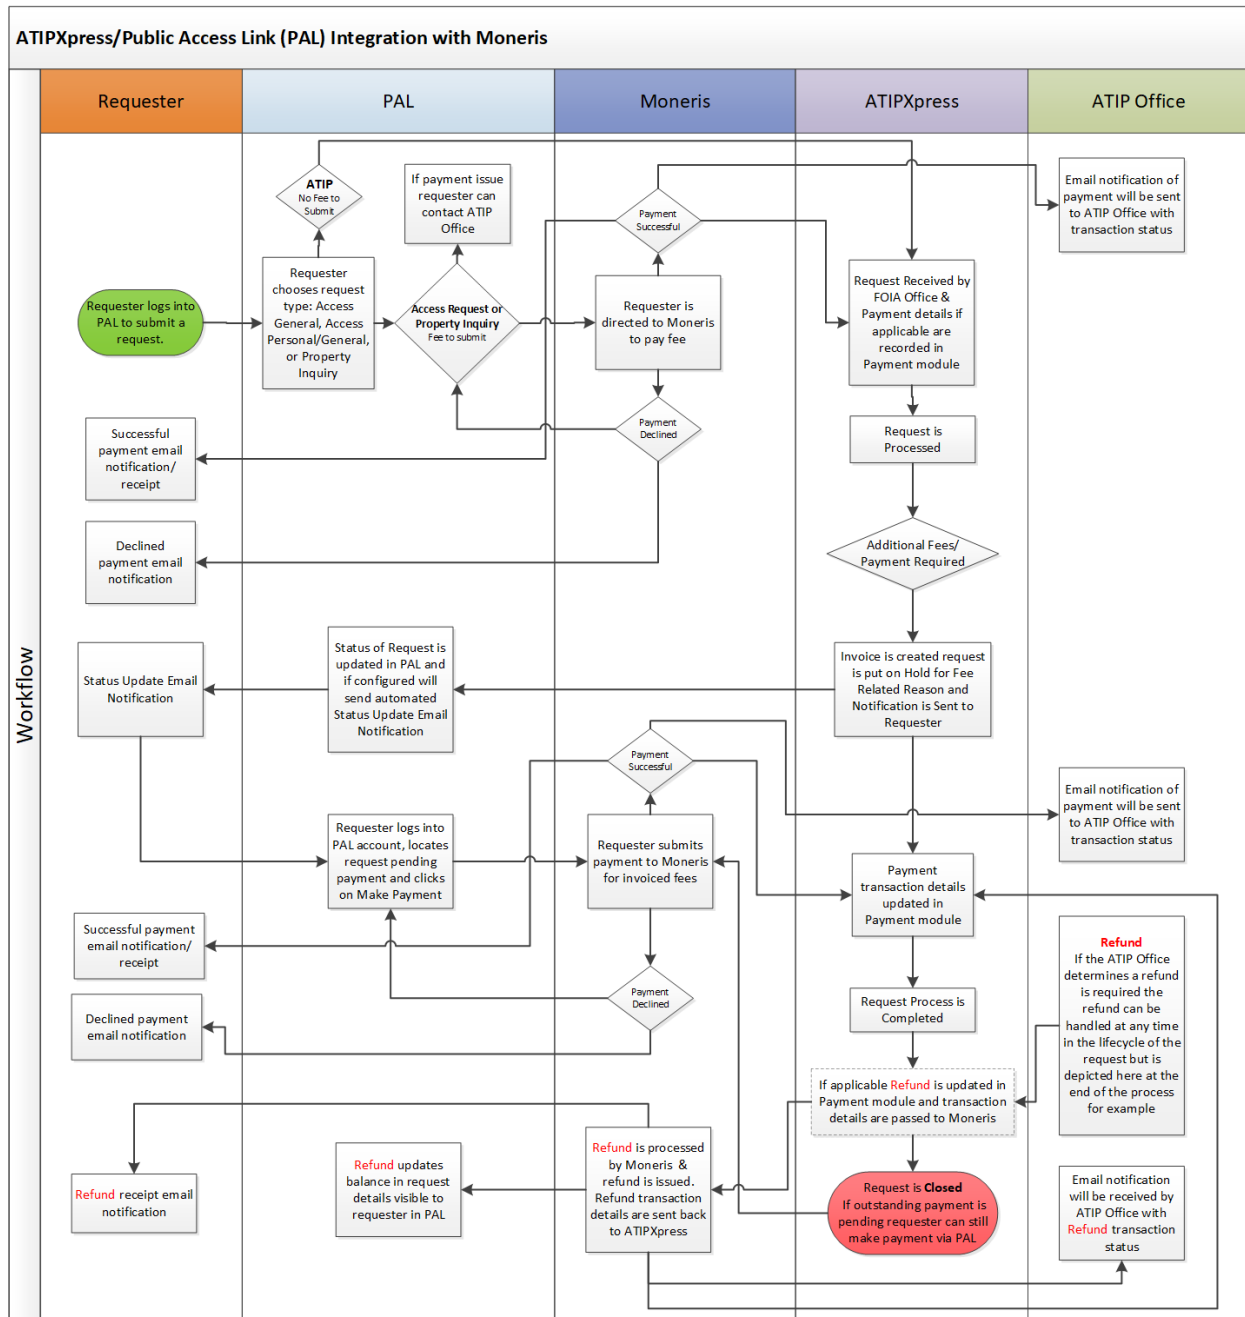 ATIPXpress/Public Access Link (PAL) Integration with Moneris
Workflow
Requester
PAL
Moneris
ATIPXpress
ATIP Office
ATIP
No Fee to
Submit
If payment issue
requester can
contact ATIP
Office
Payment
Successful
Email notification of
payment will be sent
to ATIP Office with
transaction status
Requester logs into
PAL to submit a
request.
Requester
chooses request
type: Access
General, Access
Personal/General,
or Property
Inquiry
Access Request or
Property Inquiry
Fee to submit
Requester is
directed to Moneris
to pay fee
Request Received by
FOIA Office &
Payment details if
applicable are
recorded in
Payment module
Payment
Declined
Successful
payment email
notification/
receipt
Request is
Processed
Declined
payment email
notification
Additional Fees/
Payment Required
Status Update Email
Notification
Status of Request is
updated in PAL and
if configured will
send automated
Status Update Email
Notification
Invoice is created request
is put on Hold for Fee
Related Reason and
Notification is Sent to
Requester
Payment
Successful
Email notification of
payment will be sent
to ATIP Office with
transaction status
Requester logs into
PAL account, locates
request pending
payment and clicks
on Make Payment
Requester submits
payment to Moneris
for invoiced fees
Payment
transaction details
updated in
Payment module
Successful payment
email notification/
receipt
Payment
Declined
Declined payment
email notification
Request Process is
Completed
Refund
If the ATIP Office
determines a refund
is required the
refund can be
handled at any time
in the lifecycle of the
request but is
depicted here at the
end of the process
for example
If applicable Refund is updated in
Payment module and transaction
details are passed to Moneris
Refund receipt email
notification
Refund updates
balance in request
details visible to
requester in PAL
Refund is processed
by Moneris &
refund is issued.
Refund transaction
details are sent back
to ATIPXpress
Request is Closed
If outstanding payment is
pending requester can still
make payment via PAL
Email notification
will be received by
ATIP Office with
Refund transaction
status